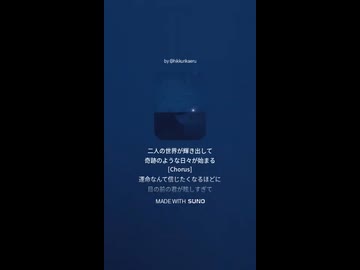 by @hikkurikaeru
二人の世界が輝き出して
奇跡のような日々が始まる
[Chorus]
運命なんて信じたくなるほどに
目の前の君が眩しすぎて
MADE WITH SUNO